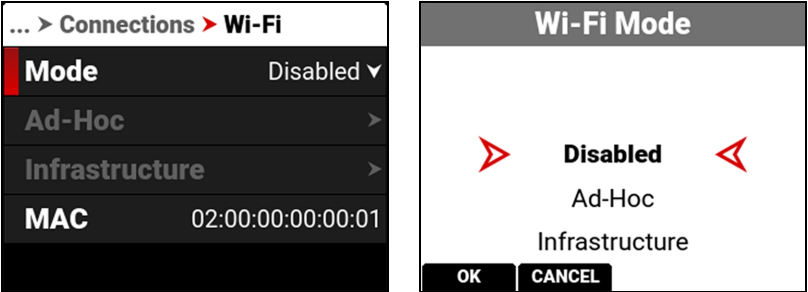 ... > Connections > Wi-Fi
Mode Disabled
Ad-Hoc
Infrastructure
MAC 02:00:00:00:00:01
Wi-Fi Mode
Disabled
Ad-Hoc
Infrastructure
OK CANCEL